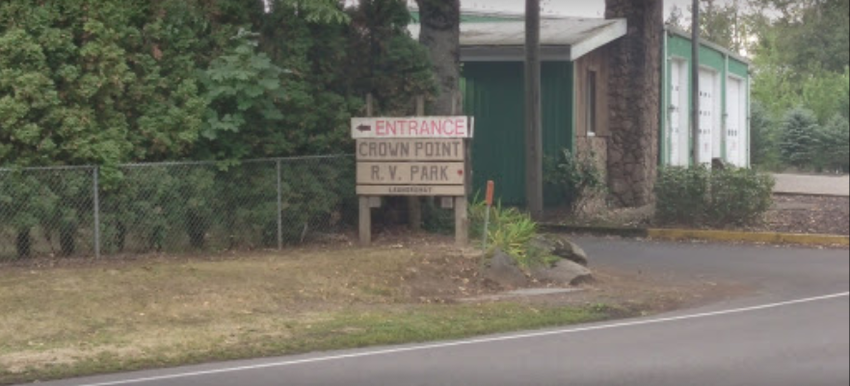 ENTRANCE
CROWN POINT
R.V. PARK